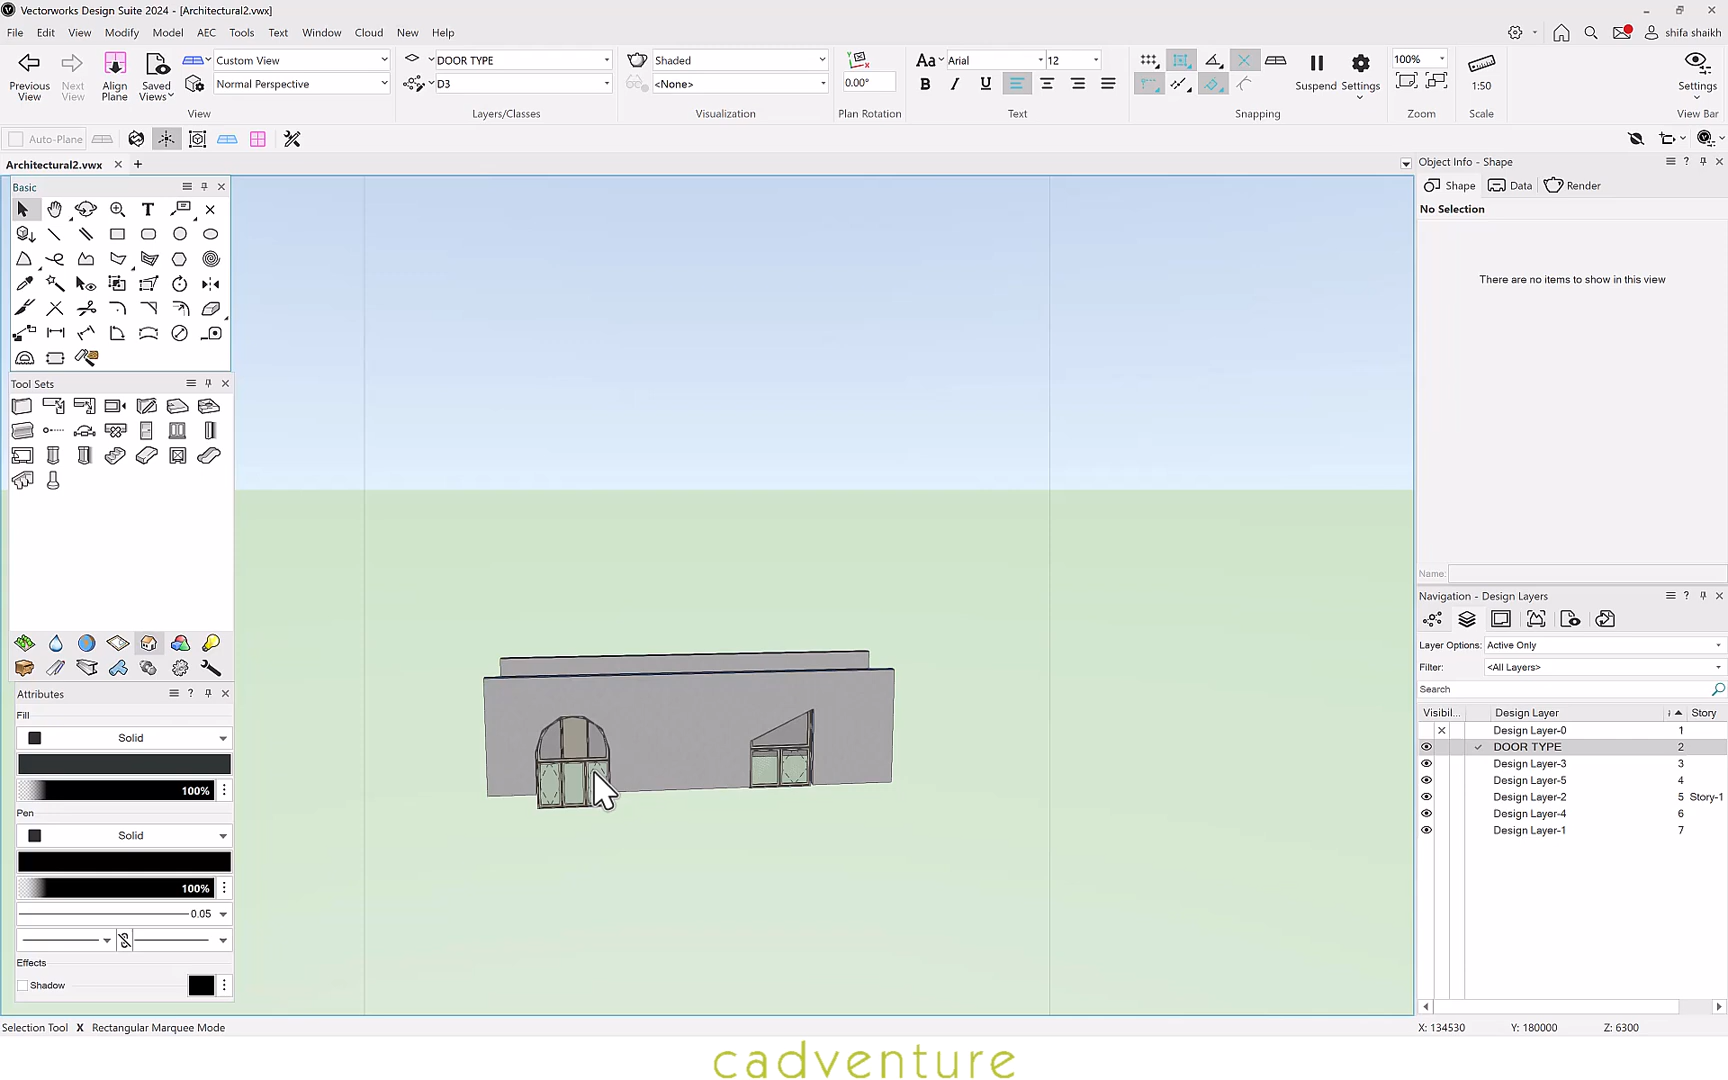 Vectorworks Design Suite 2024 - [Architectural2.vwx]
File Edit View Modify Model AEC Tools Text Window Cloud New Help
shifa shaikh
Previous View
Next View
Align Plane
Saved Views
Custom View
Normal Perspective
View
DOOR TYPE
D3
Layers/Classes
Shaded
<None>
Visualization
0.00°
Plan Rotation
Aa Arial 12
B I U
Text
Suspend Settings
Snapping
100%
Zoom
1:50
Scale
Settings
View Bar
Auto-Plane
Architectural2.vwx
Basic
Tool Sets
Attributes
Fill
Solid
100%
Pen
Solid
100%
0.05
Effects
Shadow
Object Info - Shape
Shape Data Render
No Selection
There are no items to show in this view
Name:
Navigation - Design Layers
Layer Options: Active Only
Filter: <All Layers>
Search
Visibil... Design Layer Story
Design Layer-0 1
DOOR TYPE 2
Design Layer-3 3
Design Layer-5 4
Design Layer-2 5 Story-1
Design Layer-4 6
Design Layer-1 7
Selection Tool X Rectangular Marquee Mode
X: 134530 Y: 180000 Z: 6300
cadventure